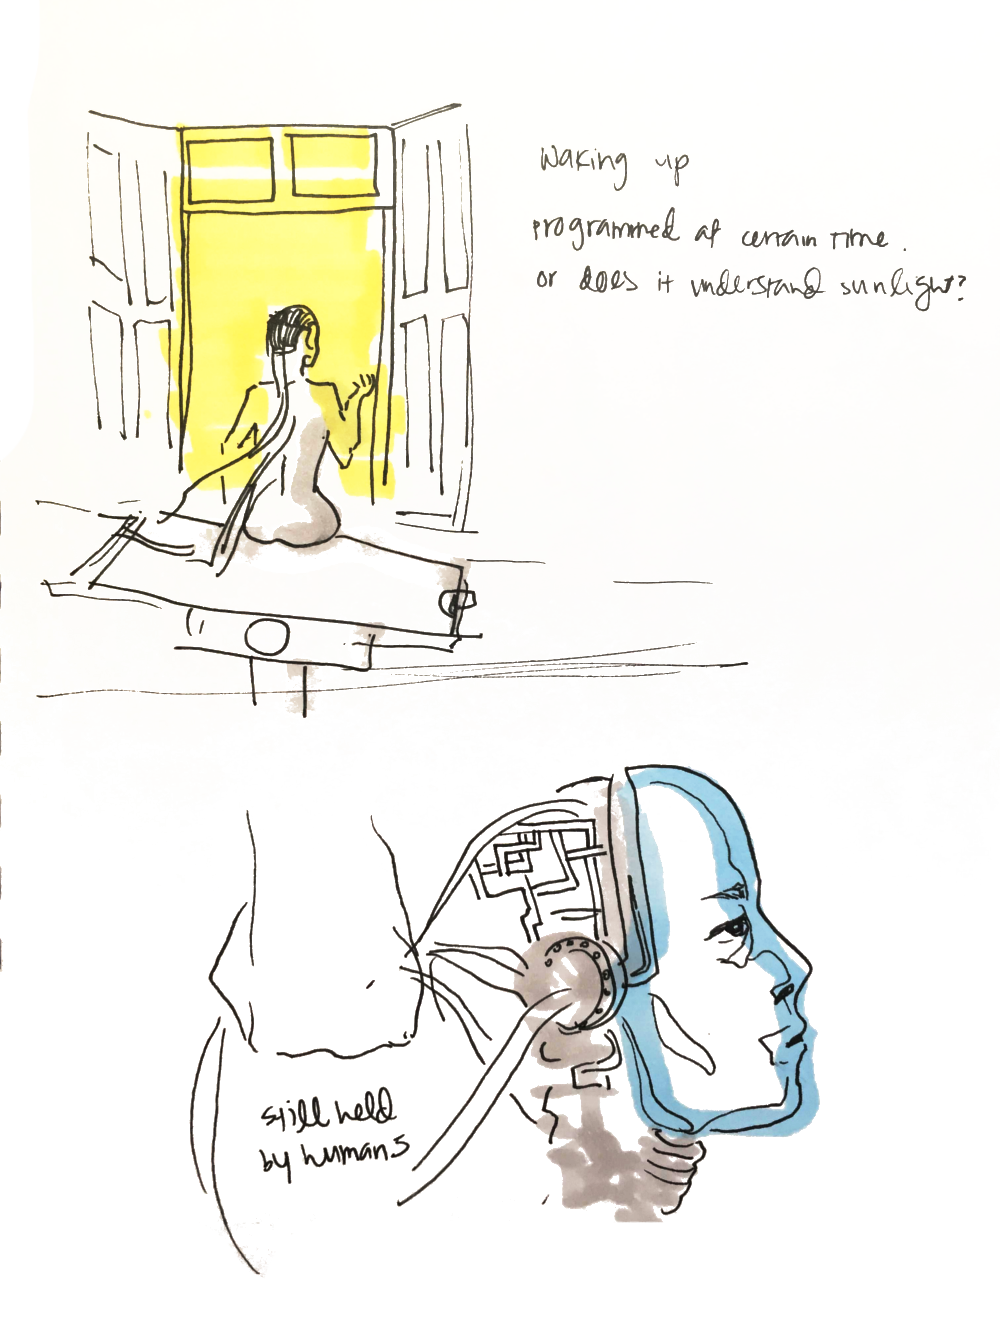 Waking up
programmed at certain time.
or does it understand sunlight?
still held
by humans